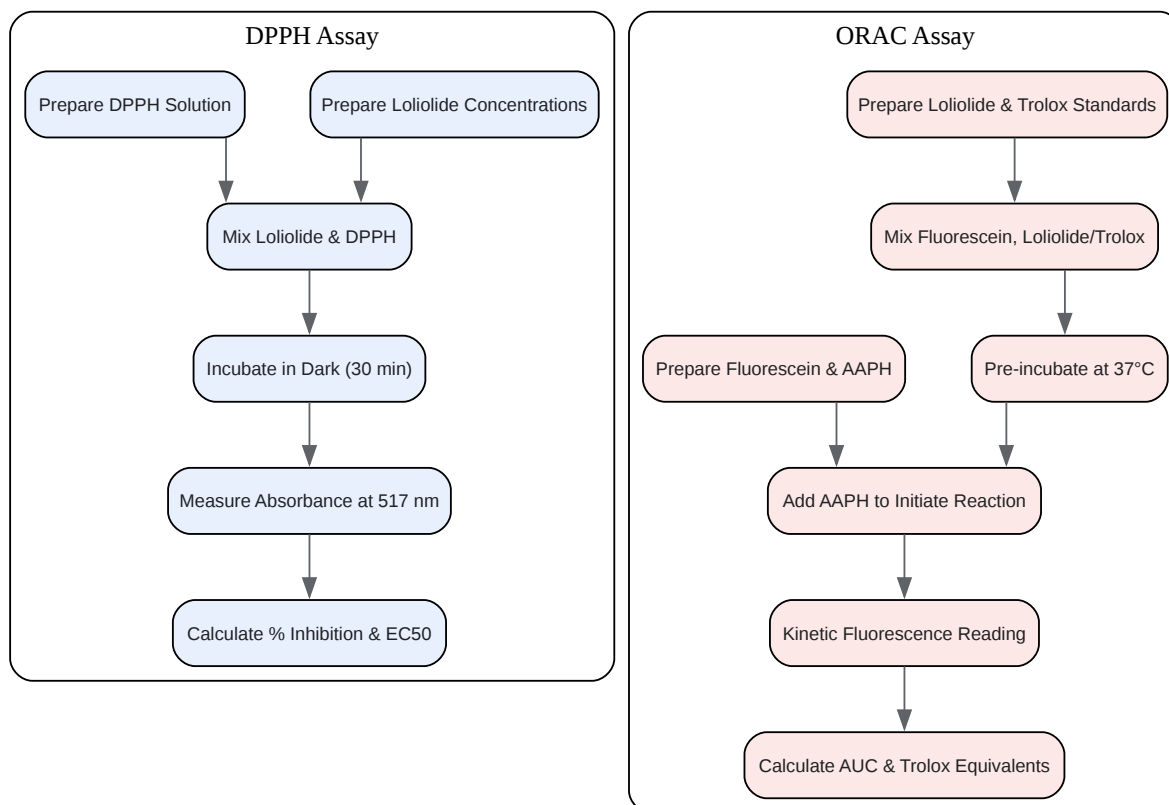 DPPH Assay
Prepare DPPH Solution
Prepare Loliolide Concentrations
Mix Loliolide & DPPH
Incubate in Dark (30 min)
Measure Absorbance at 517 nm
Calculate % Inhibition & EC50
ORAC Assay
Prepare Loliolide & Trolox Standards
Mix Fluorescein, Loliolide/Trolox
Prepare Fluorescein & AAPH
Pre-incubate at 37°C
Add AAPH to Initiate Reaction
Kinetic Fluorescence Reading
Calculate AUC & Trolox Equivalents